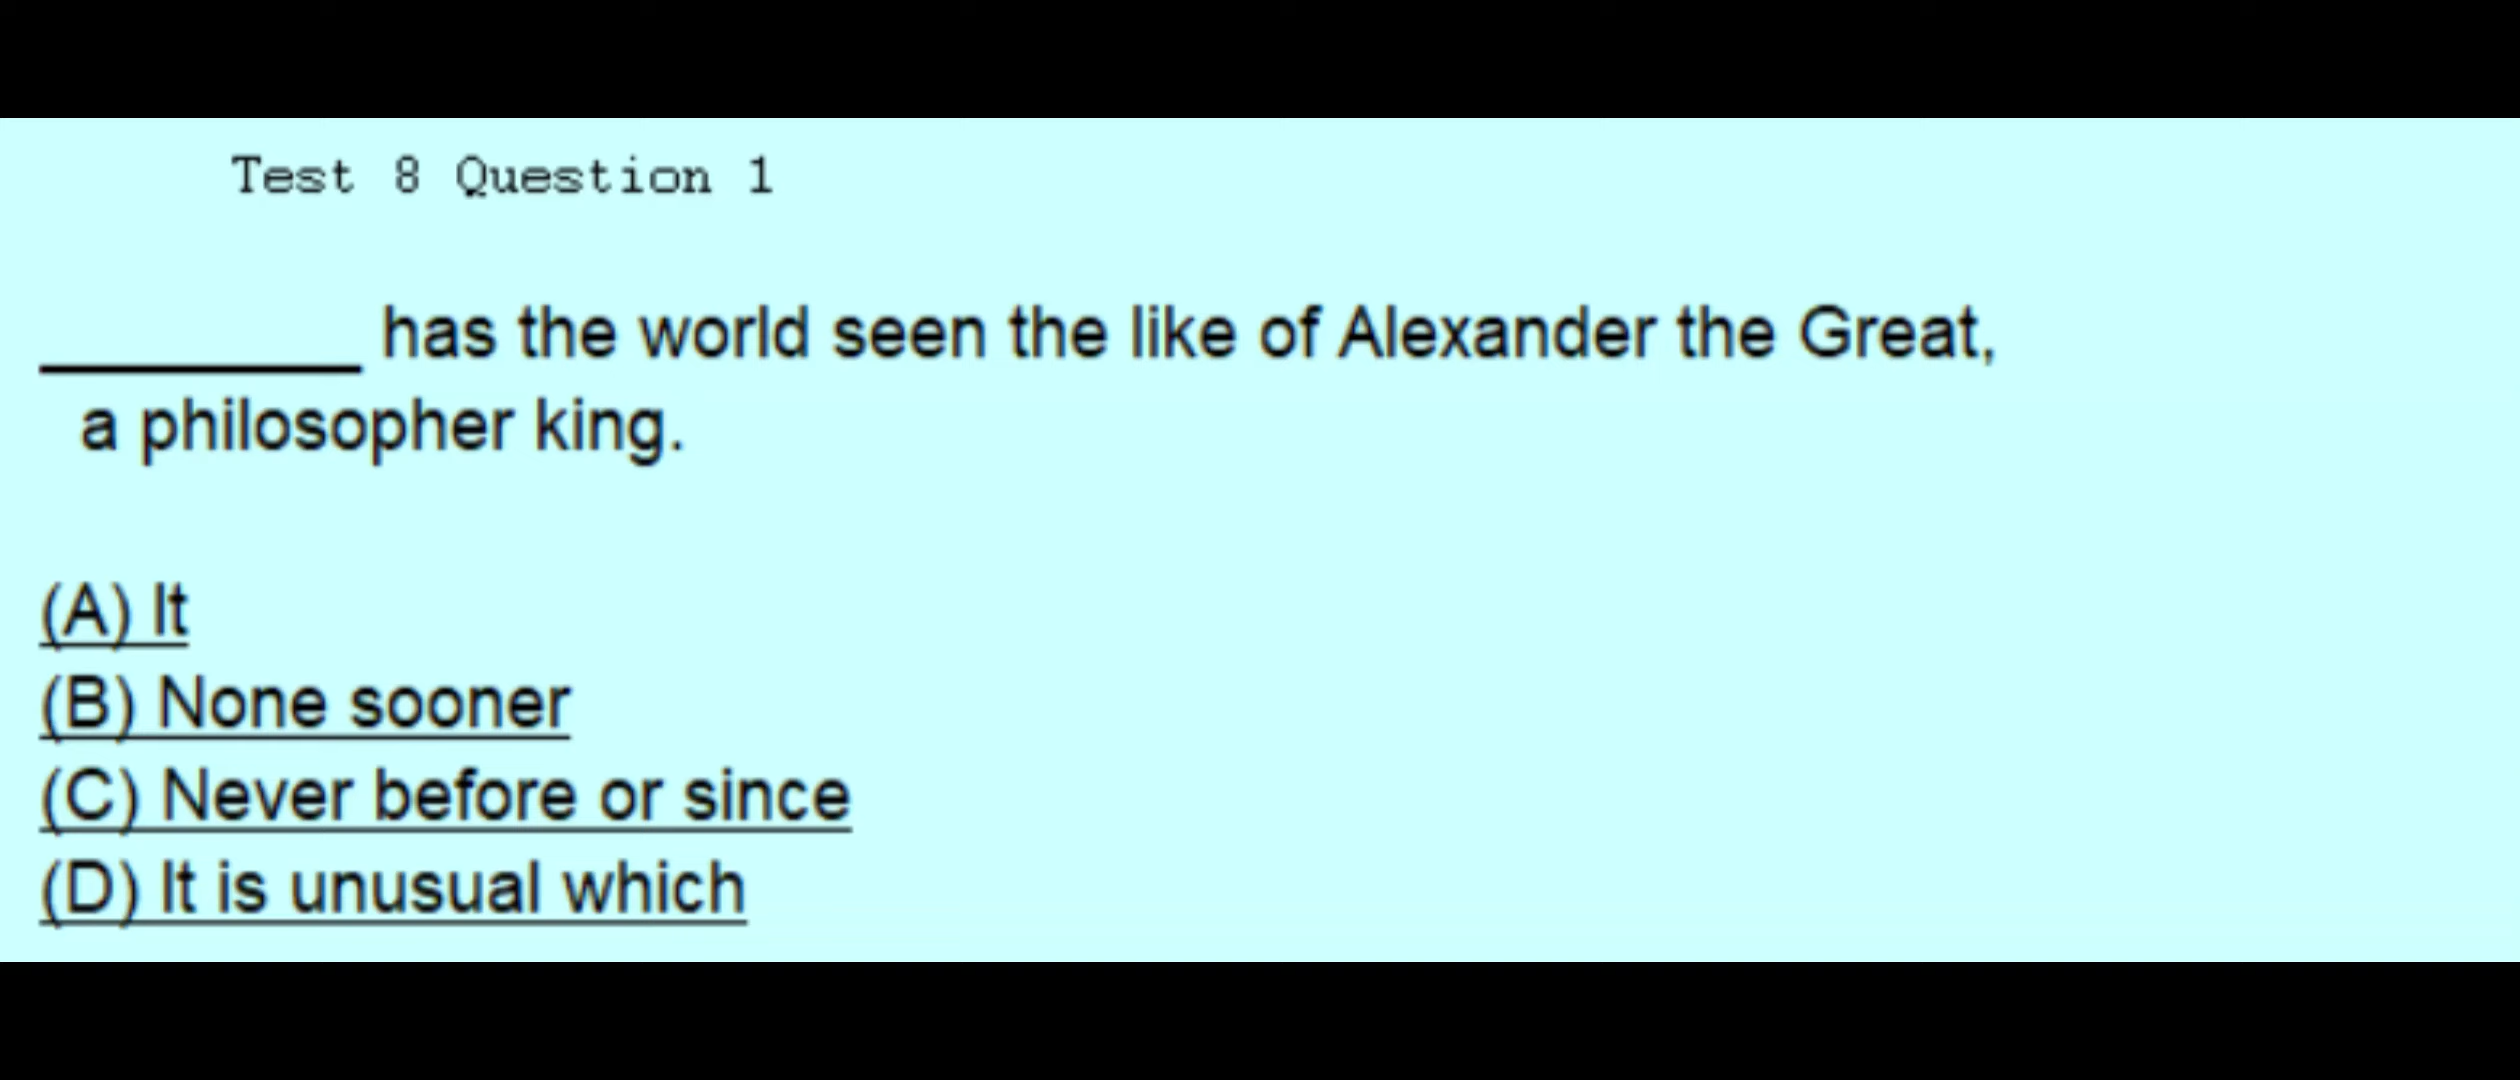 Test 8 Question 1
________ has the world seen the like of Alexander the Great,
a philosopher king.
(A) It
(B) None sooner
(C) Never before or since
(D) It is unusual which